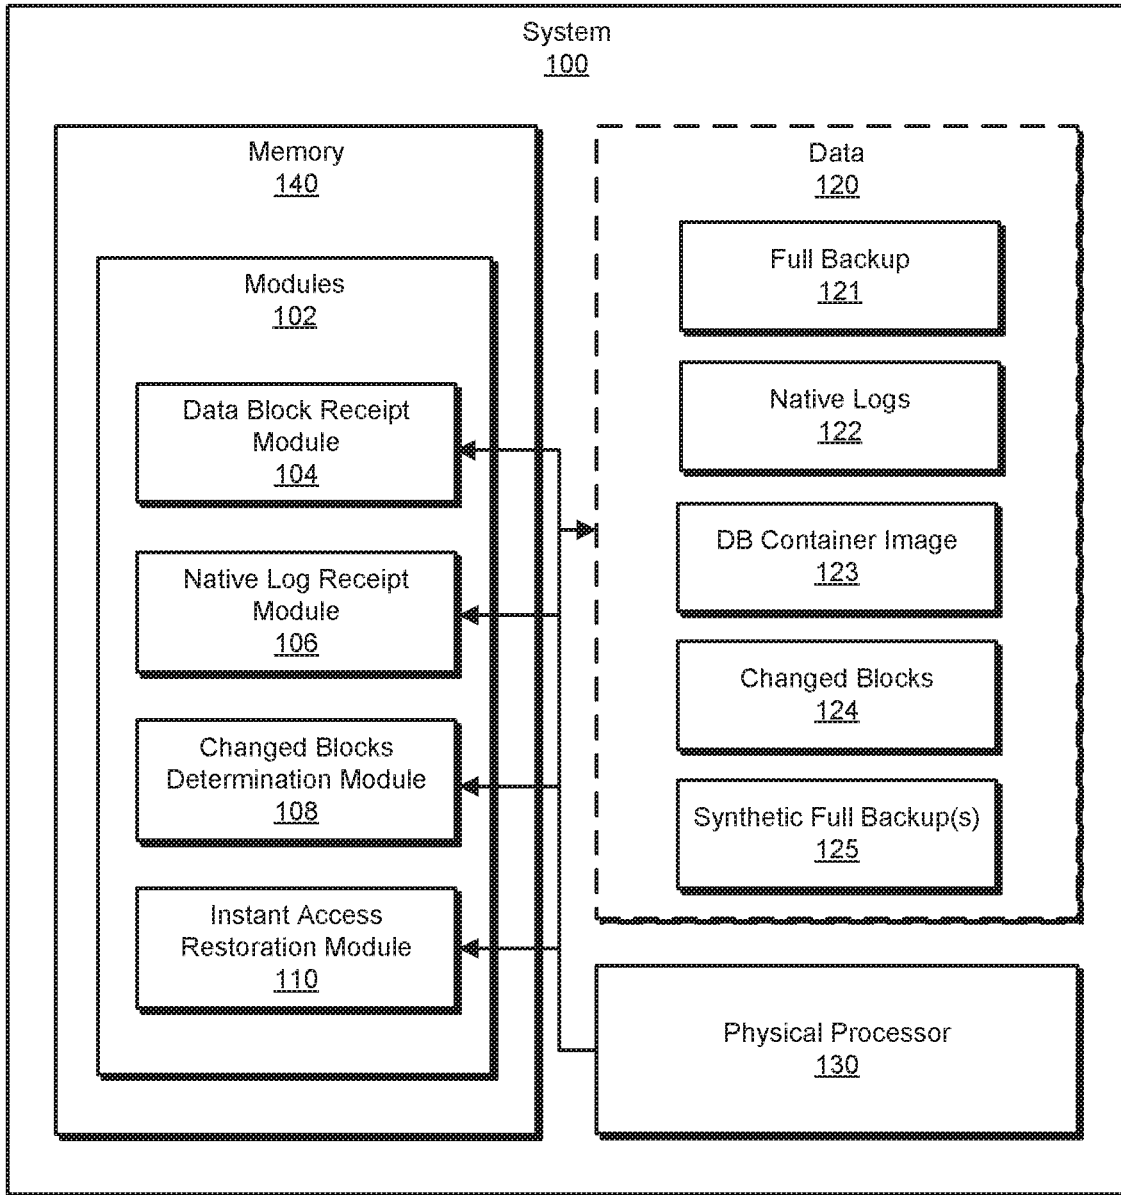 System
100
Memory
140
Modules
102
Data Block Receipt
Module
104
Native Log Receipt
Module
106
Changed Blocks
Determination Module
108
Instant Access
Restoration Module
110
Data
120
Full Backup
121
Native Logs
122
DB Container Image
123
Changed Blocks
124
Synthetic Full Backup(s)
125
Physical Processor
130